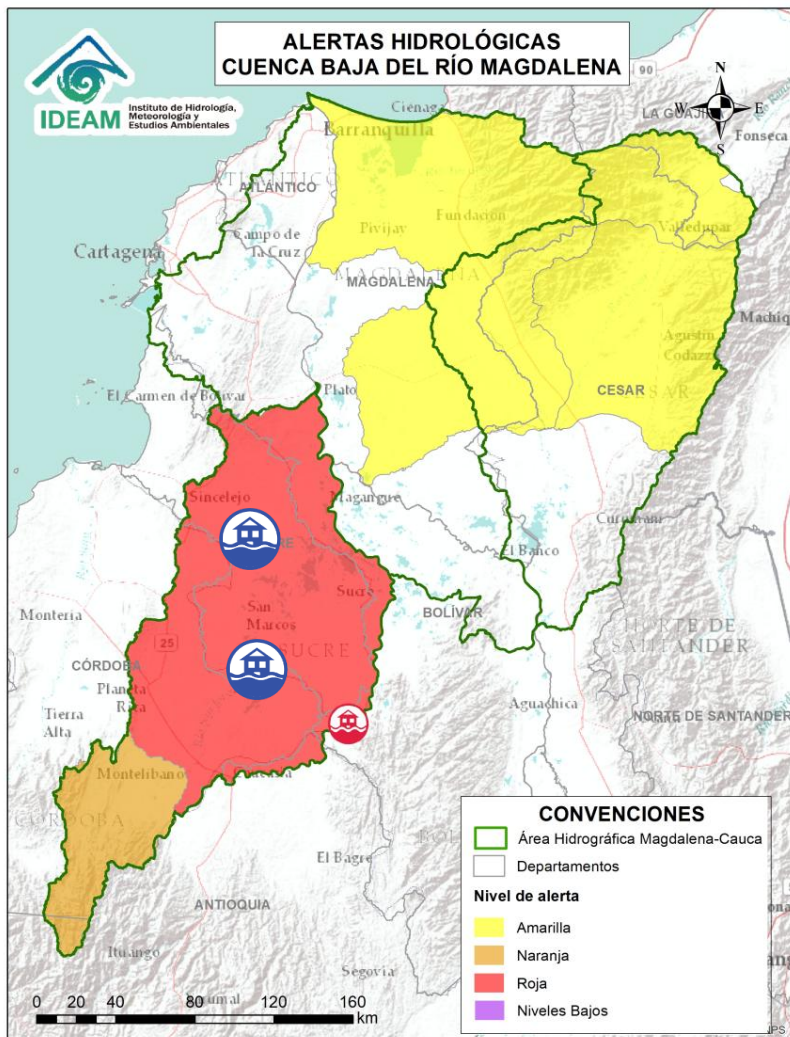 ALERTAS HIDROLÓGICAS
CUENCA BAJA DEL RÍO MAGDALENA
IDEAM
Instituto de Hidrología,
Meteorología y
Estudios Ambientales
N
W
E
S
90
LA GUAJIRA
Fonseca
Cienaga
Barranquilla
ATLANTICO
Pivijay
Fundación
Valledupar
Campo de
la Cruz
Cartagena
MAGDALENA
Machiq
Agustín
Codazzi
CESAR
El Carmen de Bolívar
Plato
Sincelejo
Magangue
Curumaní
El Banco
Sucre
San
Marcos
SUCRE
BOLÍVAR
NORTE DE
SANTANDER
Montería
25
CÓRDOBA
Planeta
Rica
Tierra
Alta
Aguachica
NORTE DE SANTANDER
Montelibano
CÓRDOBA
El Bagre
ANTIOQUIA
Ituango
Segovia
0 20 40 80 120 160
km
CONVENCIONES
Área Hidrográfica Magdalena-Cauca
Departamentos
Nivel de alerta
Amarilla
Naranja
Roja
Niveles Bajos